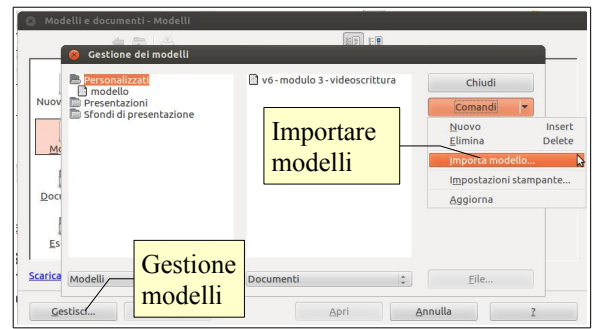 Modelli e documenti - Modelli
Gestione dei modelli
Personalizzati
modello
Presentazioni
Sfondi di presentazione
v6 - modulo 3 - videoscrittura
Chiudi
Comandi
Nuovo Insert
Elimina Delete
Importa modello...
Impostazioni stampante...
Aggiorna
Importare
modelli
Nuov
Mo
Docu
Es
Scarica
Modelli
Documenti
File...
Gestione
modelli
Gestisci...
Apri
Annulla
?